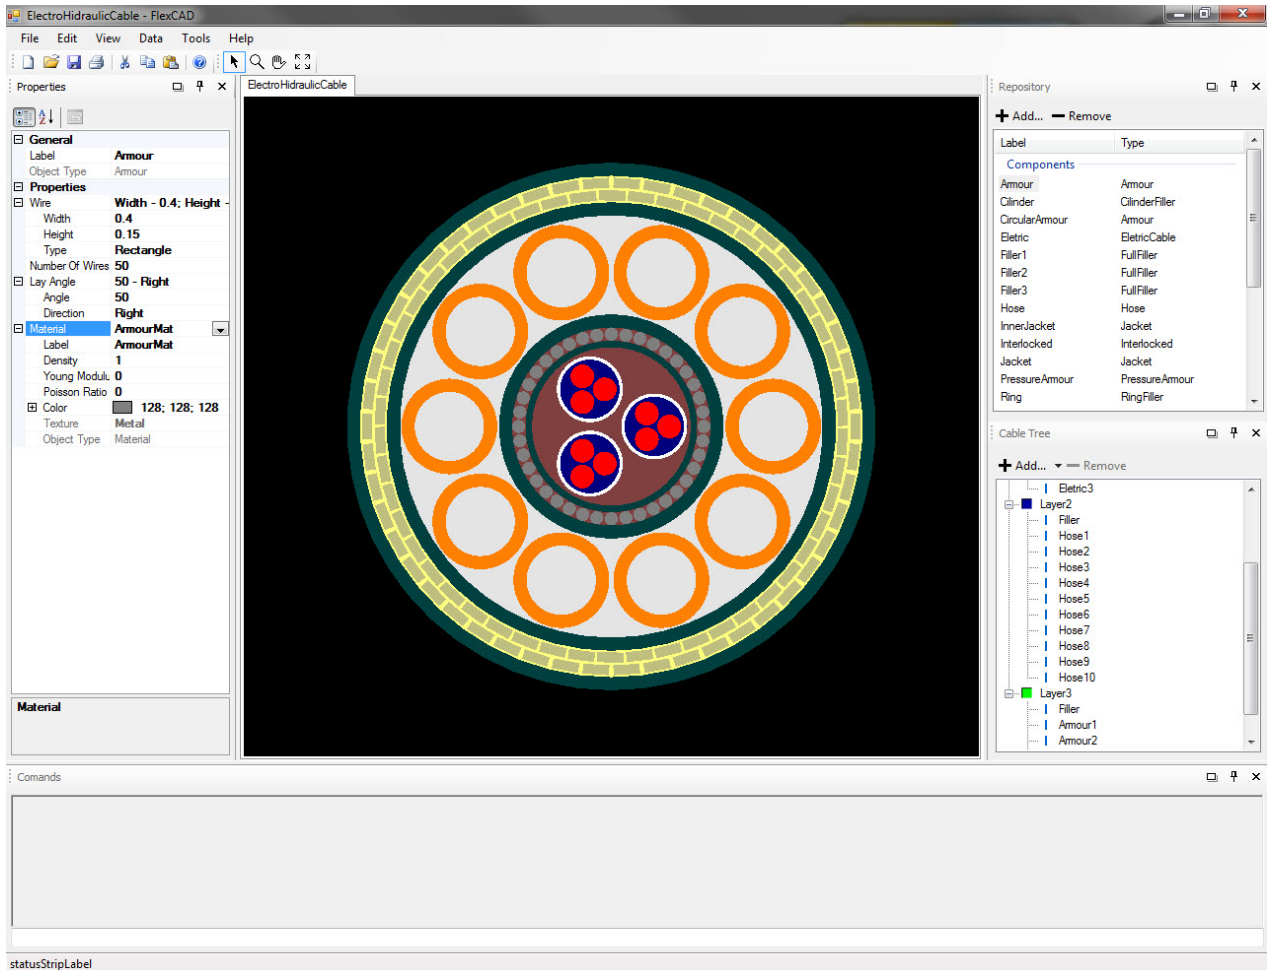 ElectroHidraulicCable - FlexCAD
File Edit View Data Tools Help
Properties
General
Label Armour
Object Type Armour
Properties
Wire Width - 0.4; Height -
Width 0.4
Height 0.15
Type Rectangle
Number Of Wires 50
Lay Angle 50 - Right
Angle 50
Direction Right
Material ArmourMat
Label ArmourMat
Density 1
Young Modulu 0
Poisson Ratio 0
Color 128; 128; 128
Texture Metal
Object Type Material
Material
ElectroHidraulicCable
Repository
Add... Remove
Label Type
Components
Armour Armour
Cilinder CilinderFiller
CircularArmour Armour
Eletric EletricCable
Filler1 FullFiller
Filler2 FullFiller
Filler3 FullFiller
Hose Hose
InnerJacket Jacket
Interlocked Interlocked
Jacket Jacket
PressureArmour PressureArmour
Ring RingFiller
Cable Tree
Add... Remove
Eletric3
Layer2
Filler
Hose1
Hose2
Hose3
Hose4
Hose5
Hose6
Hose7
Hose8
Hose9
Hose10
Layer3
Filler
Armour1
Armour2
Comands
statusStripLabel